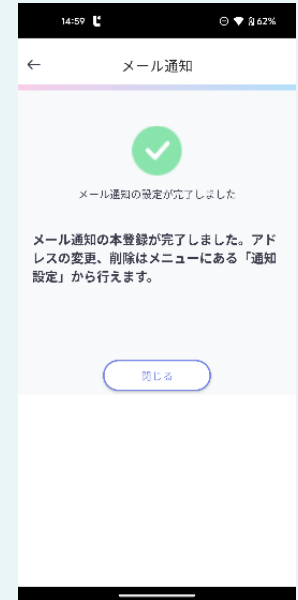 14:59
62%
← メール通知
メール通知の設定が完了しました
メール通知の本登録が完了しました。アド
レスの変更、削除はメニューにある「通知
設定」から行えます。
閉じる